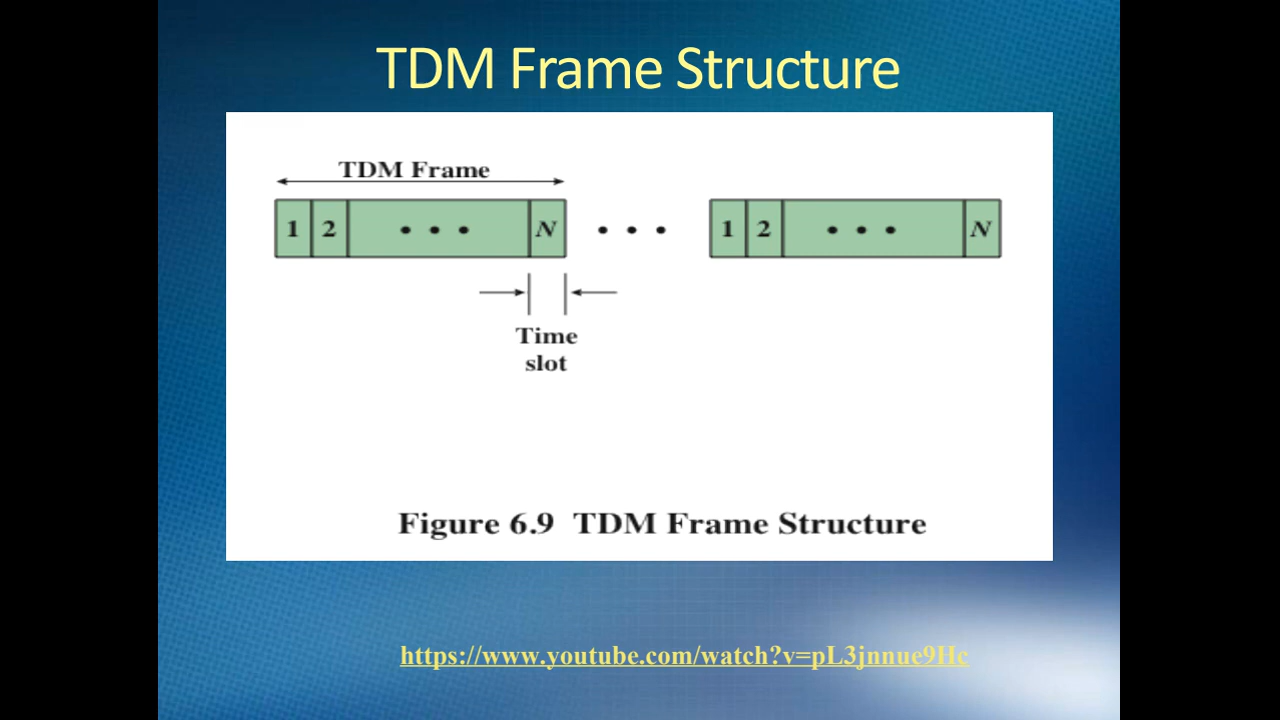 TDM Frame Structure
TDM Frame
1 2 • • • N • • • 1 2 • • • N
Time
slot
Figure 6.9 TDM Frame Structure
https://www.youtube.com/watch?v=pL3jnnue9Hc